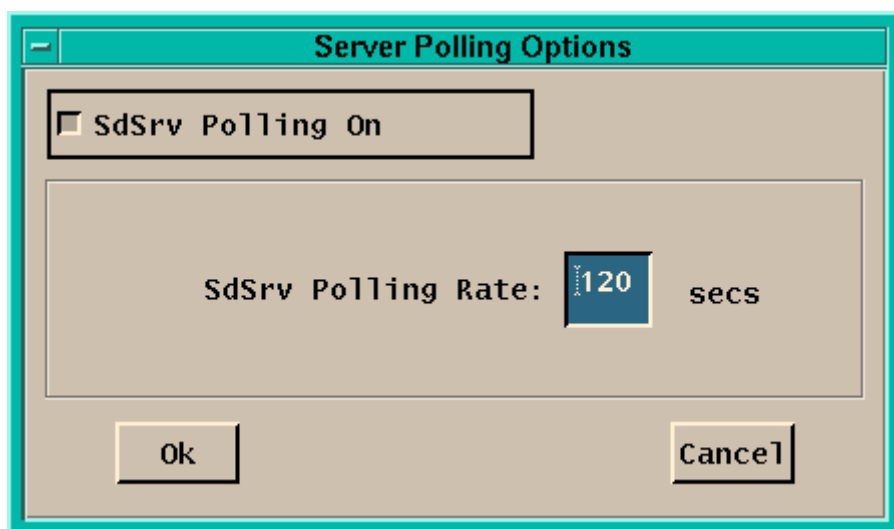 Server Polling Options
SdSrv Polling On
SdSrv Polling Rate: 120 secs
Ok Cancel